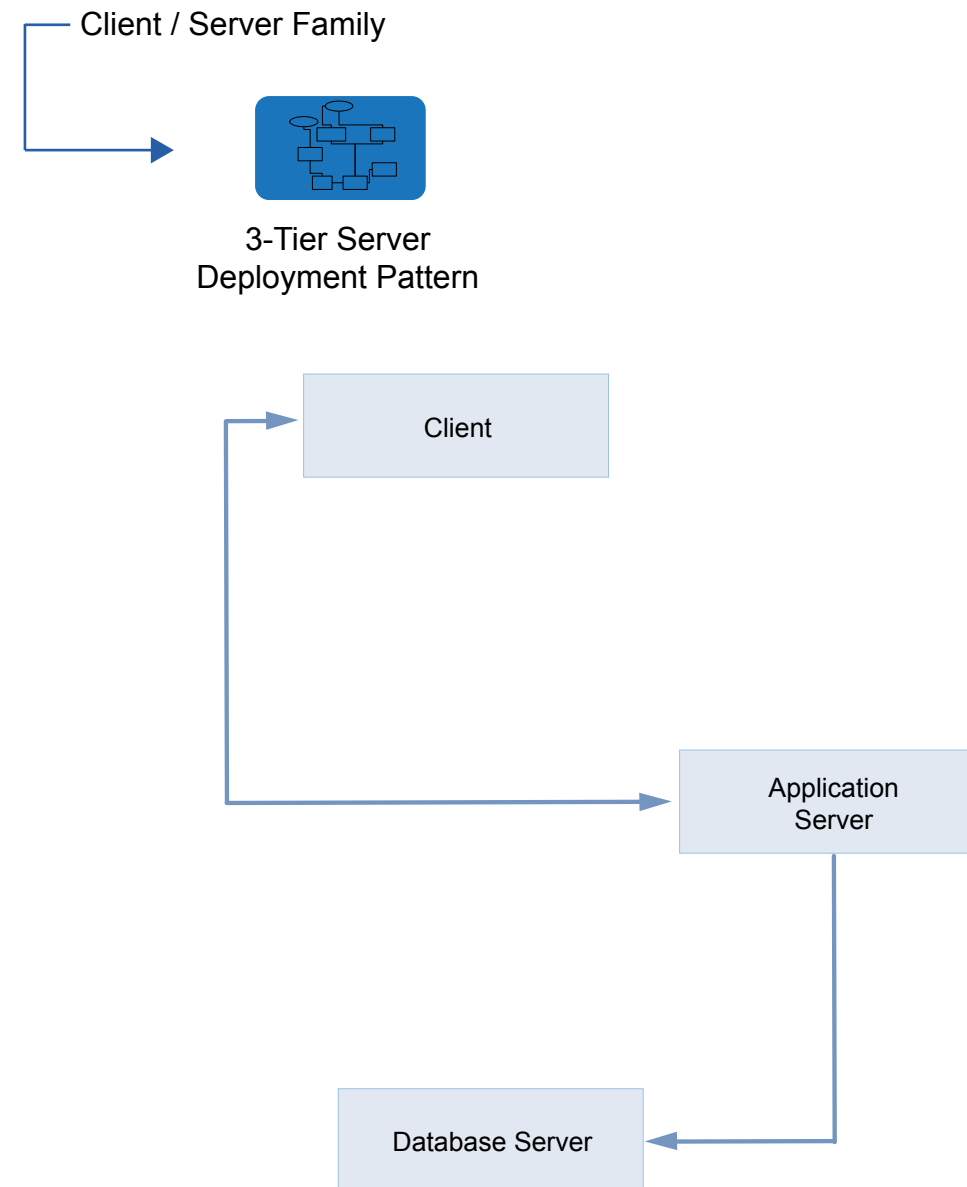 Client / Server Family
3-Tier Server
Deployment Pattern
Client
Application
Server
Database Server